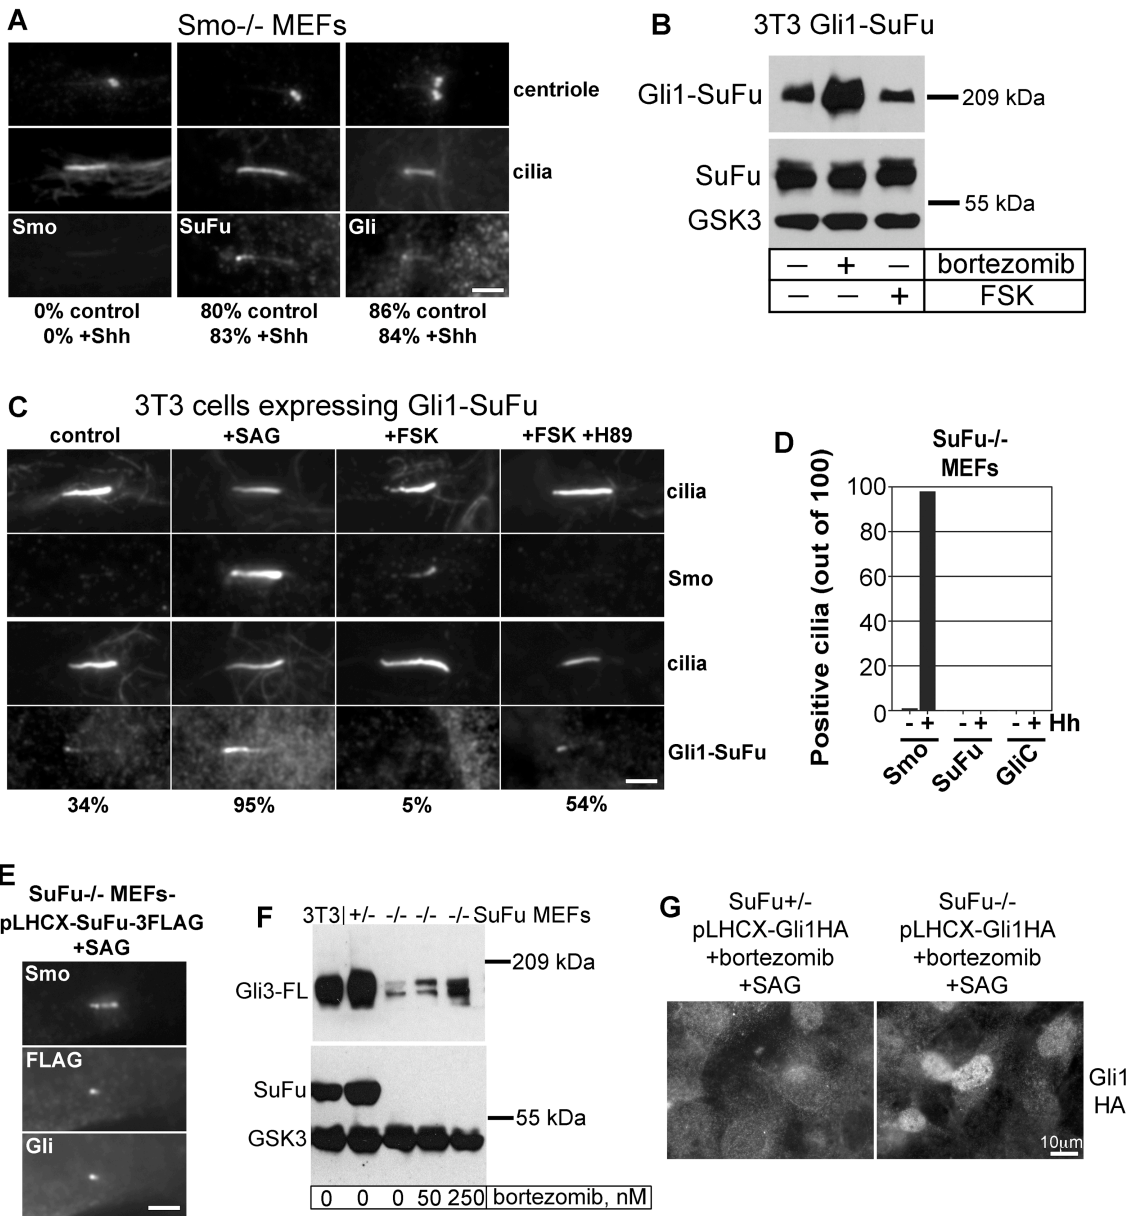 A
Smo-/- MEFs
centriole
cilia
Smo
SuFu
Gli
0% control
0% +Shh
80% control
83% +Shh
86% control
84% +Shh
B
3T3 Gli1-SuFu
Gli1-SuFu
209 kDa
SuFu
55 kDa
GSK3
– + – bortezomib
– – + FSK
C
3T3 cells expressing Gli1-SuFu
control
+SAG
+FSK
+FSK +H89
cilia
Smo
cilia
Gli1-SuFu
34%
95%
5%
54%
D
SuFu-/-
MEFs
Positive cilia (out of 100)
100
80
60
40
20
0
- + - + - + Hh
Smo
SuFu
GliC
E
SuFu-/- MEFs-
pLHCX-SuFu-3FLAG
+SAG
Smo
FLAG
Gli
F
3T3| +/- -/- -/- -/- SuFu MEFs
209 kDa
Gli3-FL
SuFu
55 kDa
GSK3
0 0 0 50 250 bortezomib, nM
G
SuFu+/-
pLHCX-Gli1HA
+bortezomib
+SAG
SuFu-/-
pLHCX-Gli1HA
+bortezomib
+SAG
Gli1
HA
10µm